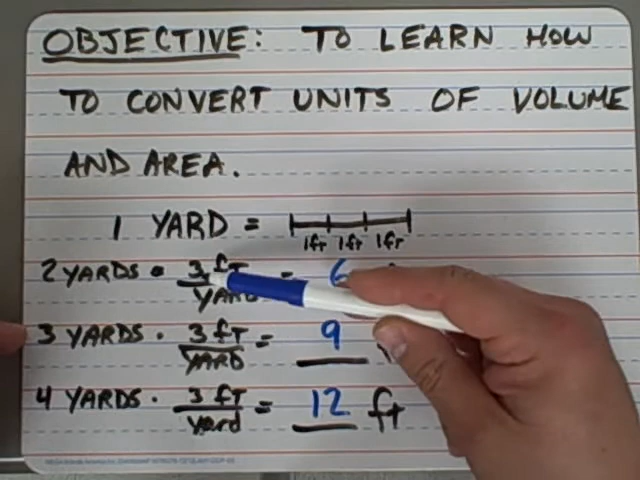 OBJECTIVE: TO LEARN HOW
TO CONVERT UNITS OF VOLUME
AND AREA.
1 YARD =
1ft 1ft 1ft
2 YARDS • 3 ft / YARD = 6
3 YARDS · 3 ft / YARD = 9
4 YARDS · 3 fT / yard = 12 ft